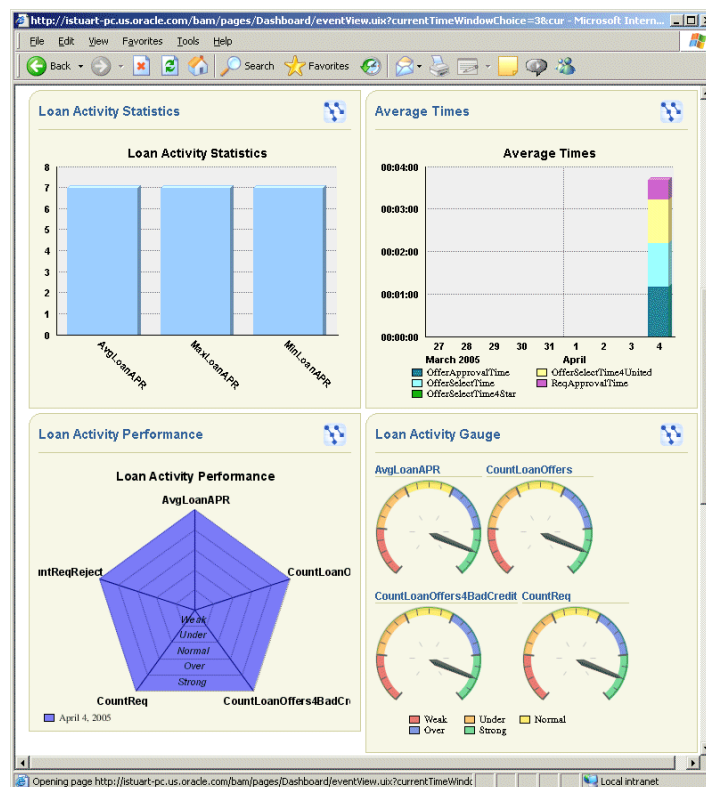 http://istuart-pc.us.oracle.com/bam/pages/Dashboard/eventView.uix?currentTimeWindowChoice=3&cur - Microsoft Intern...
File Edit View Favorites Tools Help
Back Search Favorites
Loan Activity Statistics
Loan Activity Statistics
8
7
6
5
4
3
2
1
0
AvgLoanAPR
MaxLoanAPR
MinLoanAPR
Average Times
Average Times
00:04:00
00:03:00
00:02:00
00:01:00
00:00:00
27 28 29 30 31 1 2 3 4
March 2005 April
OfferApprovalTime OfferSelectTime4United
OfferSelectTime ReqApprovalTime
OfferSelectTime4Star
Loan Activity Performance
Loan Activity Performance
AvgLoanAPR
intReqReject CountLoanO
Weak
Under
Normal
Over
Strong
CountReq CountLoanOffers4BadCr
April 4, 2005
Loan Activity Gauge
AvgLoanAPR CountLoanOffers
CountLoanOffers4BadCredit CountReq
Weak Under Normal
Over Strong
Opening page http://istuart-pc.us.oracle.com/bam/pages/Dashboard/eventView.uix?currentTimeWindc Local intranet